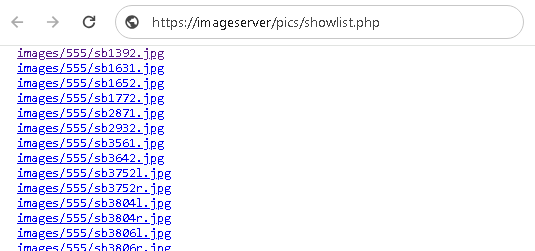 https://imageserver/pics/showlist.php
images/555/sb1392.jpg
images/555/sb1631.jpg
images/555/sb1652.jpg
images/555/sb1772.jpg
images/555/sb2871.jpg
images/555/sb2932.jpg
images/555/sb3561.jpg
images/555/sb3642.jpg
images/555/sb3752l.jpg
images/555/sb3752r.jpg
images/555/sb3804l.jpg
images/555/sb3804r.jpg
images/555/sb3806l.jpg
images/555/sb3806r.jpg